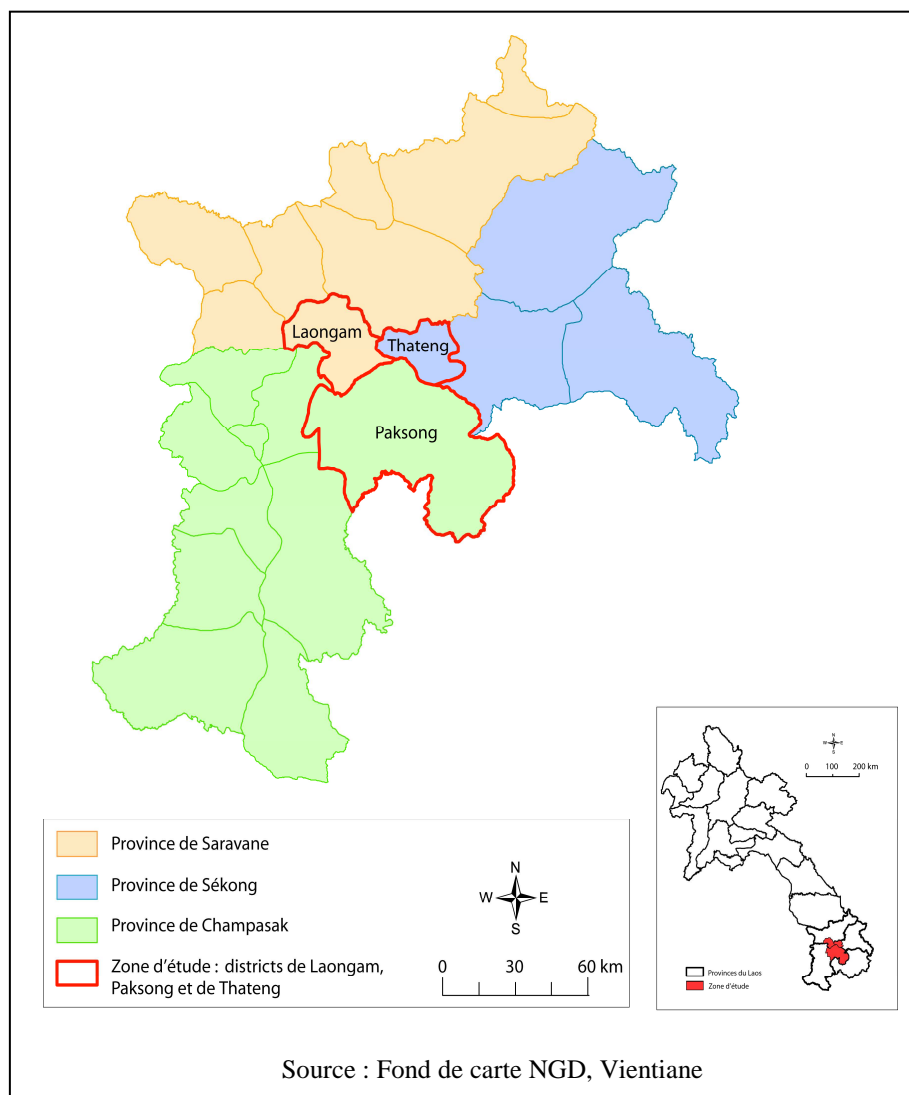 Laongam
Thateng
Paksong
Province de Saravane
Province de Sékong
Province de Champasak
Zone d'étude : districts de Laongam,
Paksong et de Thateng
N
W E
S
0 30 60 km
N
W E
S
0 100 200 km
Provinces du Laos
Zone d'étude
Source : Fond de carte NGD, Vientiane